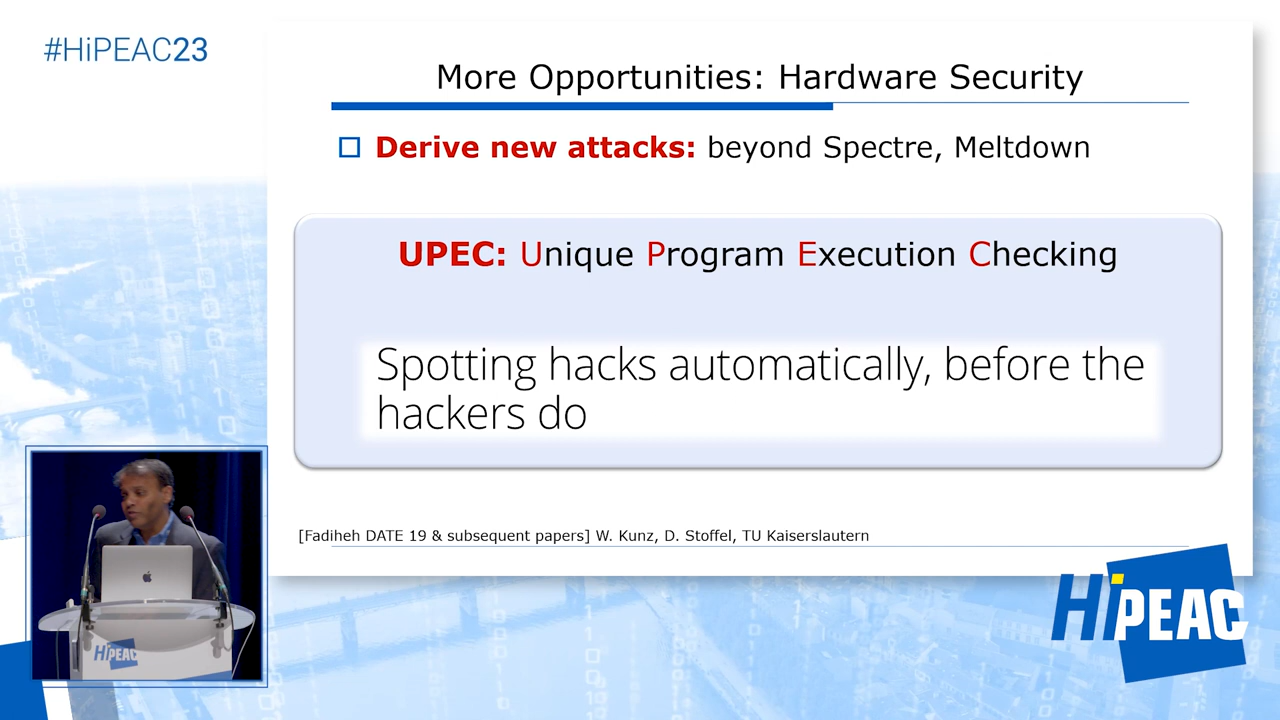 #HiPEAC23
More Opportunities: Hardware Security
Derive new attacks: beyond Spectre, Meltdown
UPEC: Unique Program Execution Checking
Spotting hacks automatically, before the
hackers do
[Fadiheh DATE 19 & subsequent papers] W. Kunz, D. Stoffel, TU Kaiserslautern
HiPEAC
HiPEAC